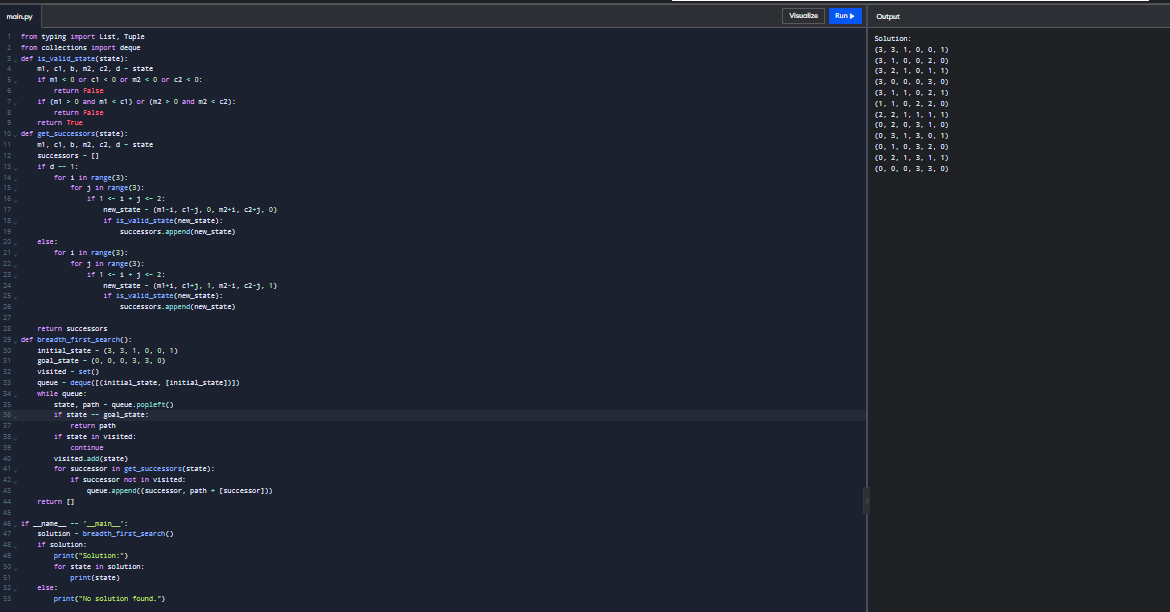 main.py
Visualize
Run
Output
1 from typing import List, Tuple
2 from collections import deque
3 def is_valid_state(state):
4 m1, c1, b, m2, c2, d = state
5 if m1 < 0 or c1 < 0 or m2 < 0 or c2 < 0:
6 return False
7 if (m1 > 0 and m1 < c1) or (m2 > 0 and m2 < c2):
8 return False
9 return True
10 def get_successors(state):
11 m1, c1, b, m2, c2, d = state
12 successors = []
13 if d == 1:
14 for i in range(3):
15 for j in range(3):
16 if 1 <= i + j <= 2:
17 new_state = (m1-i, c1-j, 0, m2+i, c2+j, 0)
18 if is_valid_state(new_state):
19 successors.append(new_state)
20 else:
21 for i in range(3):
22 for j in range(3):
23 if 1 <= i + j <= 2:
24 new_state = (m1+i, c1+j, 1, m2-i, c2-j, 1)
25 if is_valid_state(new_state):
26 successors.append(new_state)
27
28 return successors
29 def breadth_first_search():
30 initial_state = (3, 3, 1, 0, 0, 1)
31 goal_state = (0, 0, 0, 3, 3, 0)
32 visited = set()
33 queue = deque([(initial_state, [initial_state])])
34 while queue:
35 state, path = queue.popleft()
36 if state == goal_state:
37 return path
38 if state in visited:
39 continue
40 visited.add(state)
41 for successor in get_successors(state):
42 if successor not in visited:
43 queue.append((successor, path + [successor]))
44 return []
45
46 if __name__ == '__main__':
47 solution = breadth_first_search()
48 if solution:
49 print("Solution:")
50 for state in solution:
51 print(state)
52 else:
53 print("No solution found.")
Solution:
(3, 3, 1, 0, 0, 1)
(3, 1, 0, 0, 2, 0)
(3, 2, 1, 0, 1, 1)
(3, 0, 0, 0, 3, 0)
(3, 1, 1, 0, 2, 1)
(1, 1, 0, 2, 2, 0)
(2, 2, 1, 1, 1, 1)
(0, 2, 0, 3, 1, 0)
(0, 3, 1, 3, 0, 1)
(0, 1, 0, 3, 2, 0)
(0, 2, 1, 3, 1, 1)
(0, 0, 0, 3, 3, 0)